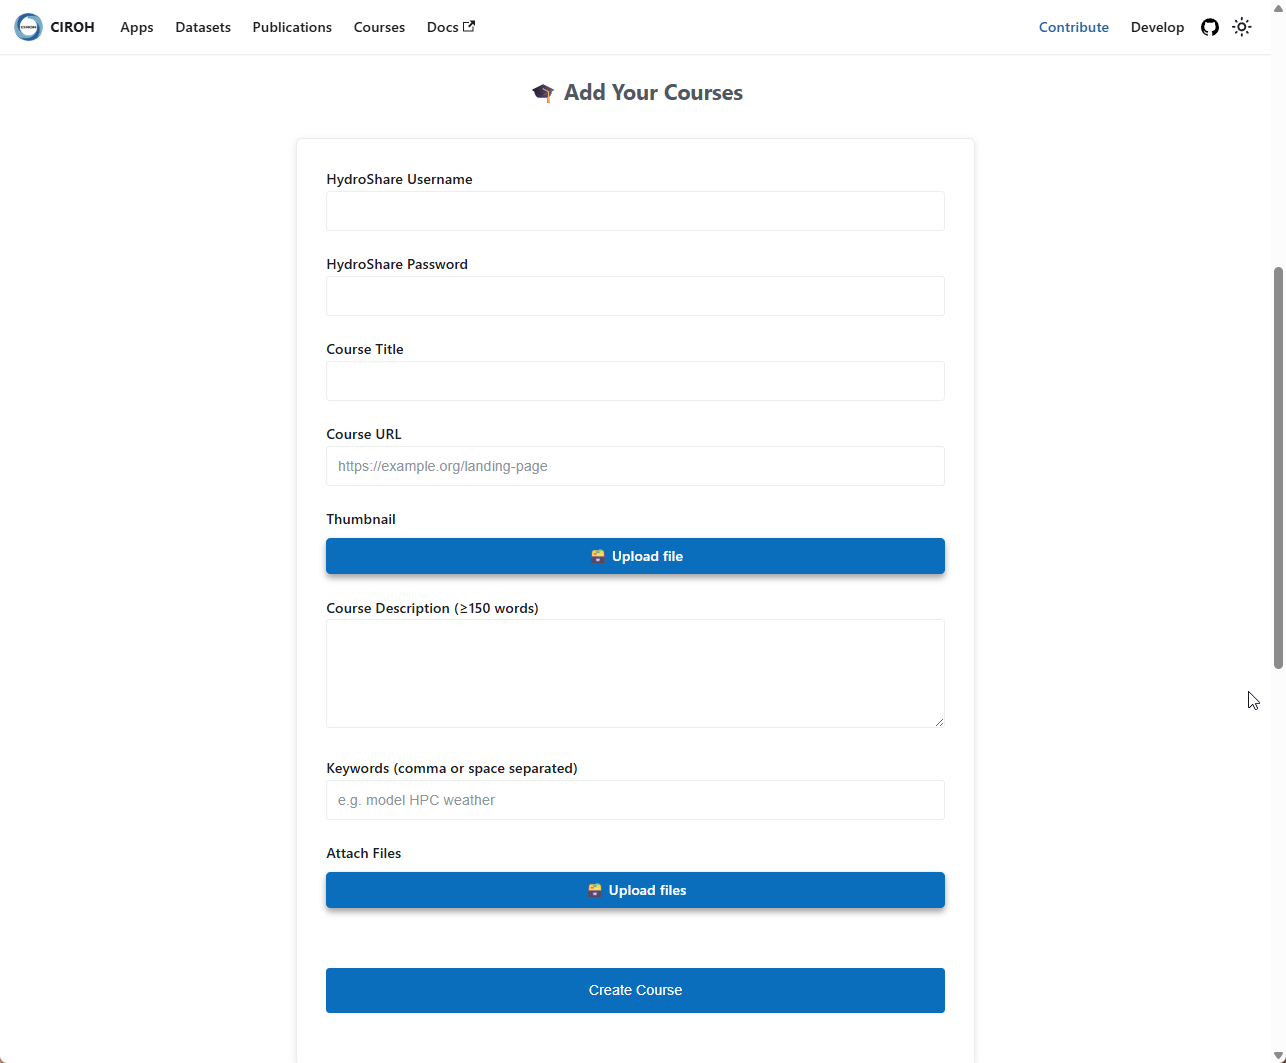 CIROH Apps Datasets Publications Courses Docs Contribute Develop
Add Your Courses
HydroShare Username
HydroShare Password
Course Title
Course URL
https://example.org/landing-page
Thumbnail
Upload file
Course Description (≥150 words)
Keywords (comma or space separated)
e.g. model HPC weather
Attach Files
Upload files
Create Course